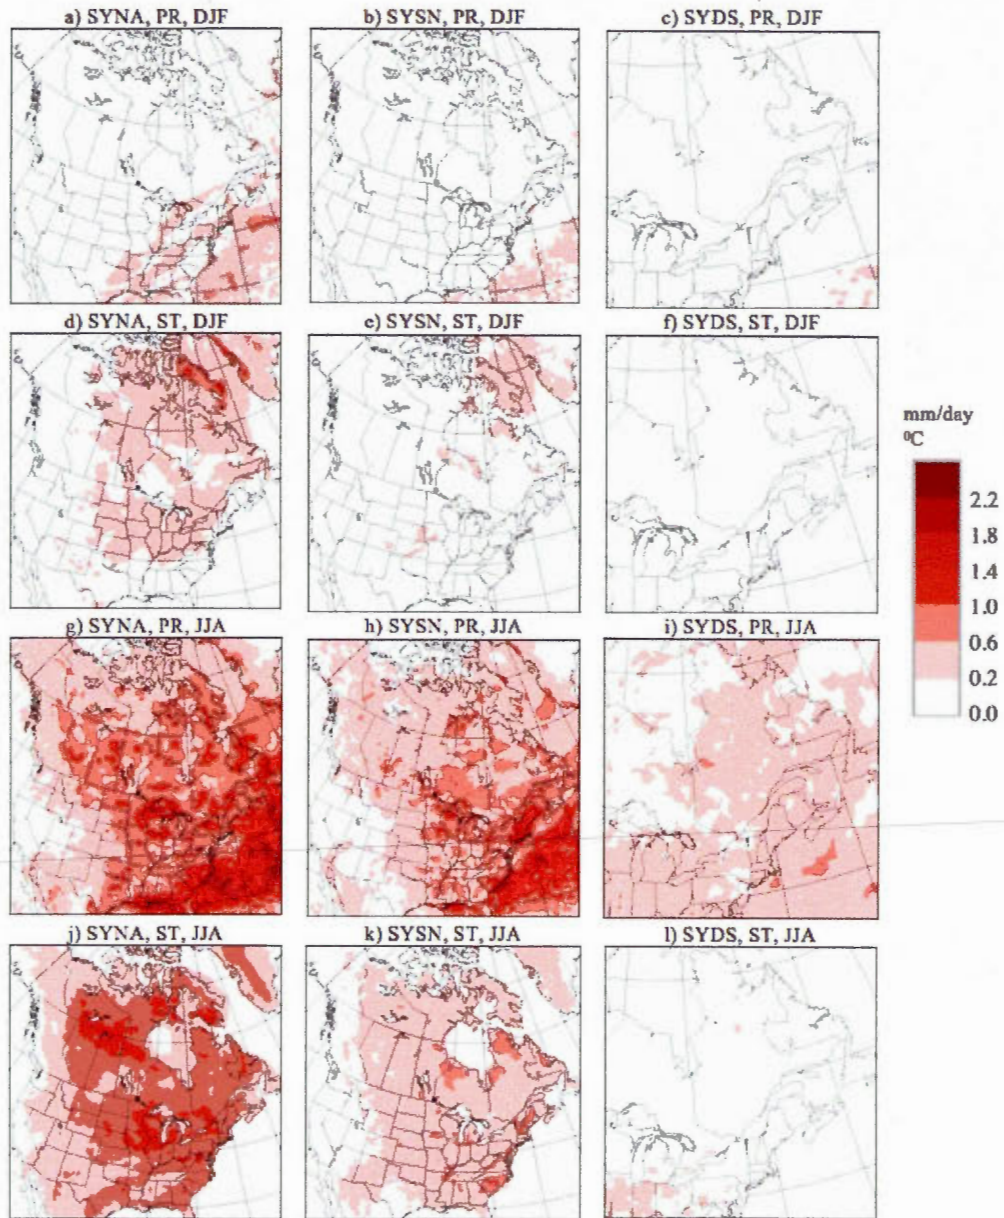 a) SYNA, PR, DJF
b) SYSN, PR, DJF
c) SYDS, PR, DJF
d) SYNA, ST, DJF
e) SYSN, ST, DJF
f) SYDS, ST, DJF
mm/day
⁰C
2.2
1.8
1.4
1.0
0.6
0.2
0.0
g) SYNA, PR, JJA
h) SYSN, PR, JJA
i) SYDS, PR, JJA
j) SYNA, ST, JJA
k) SYSN, ST, JJA
l) SYDS, ST, JJA